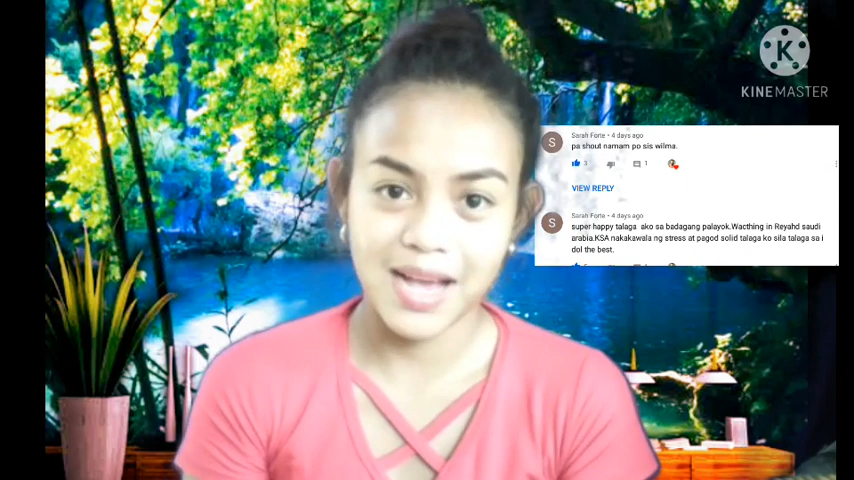 KINEMASTER
S
Sarah Forte • 4 days ago
pa shout namam po sis wilma.
3
1
VIEW REPLY
S
Sarah Forte • 4 days ago
super happy talaga ako sa badagang palayok.Wacthing in Reyahd saudi
arabia.KSA nakakawala ng stress at pagod solid talaga ko sila talaga sa i
dol the best.